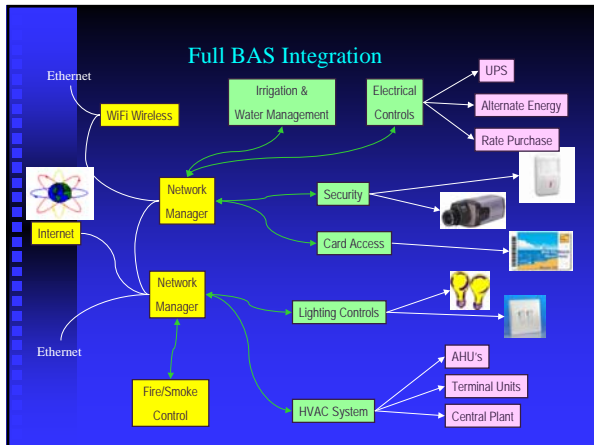 Full BAS Integration
Ethernet
WiFi Wireless
Irrigation &
Water Management
Electrical
Controls
UPS
Alternate Energy
Rate Purchase
Network
Manager
Security
Internet
Card Access
Network
Manager
Lighting Controls
Ethernet
Fire/Smoke
Control
HVAC System
AHU's
Terminal Units
Central Plant